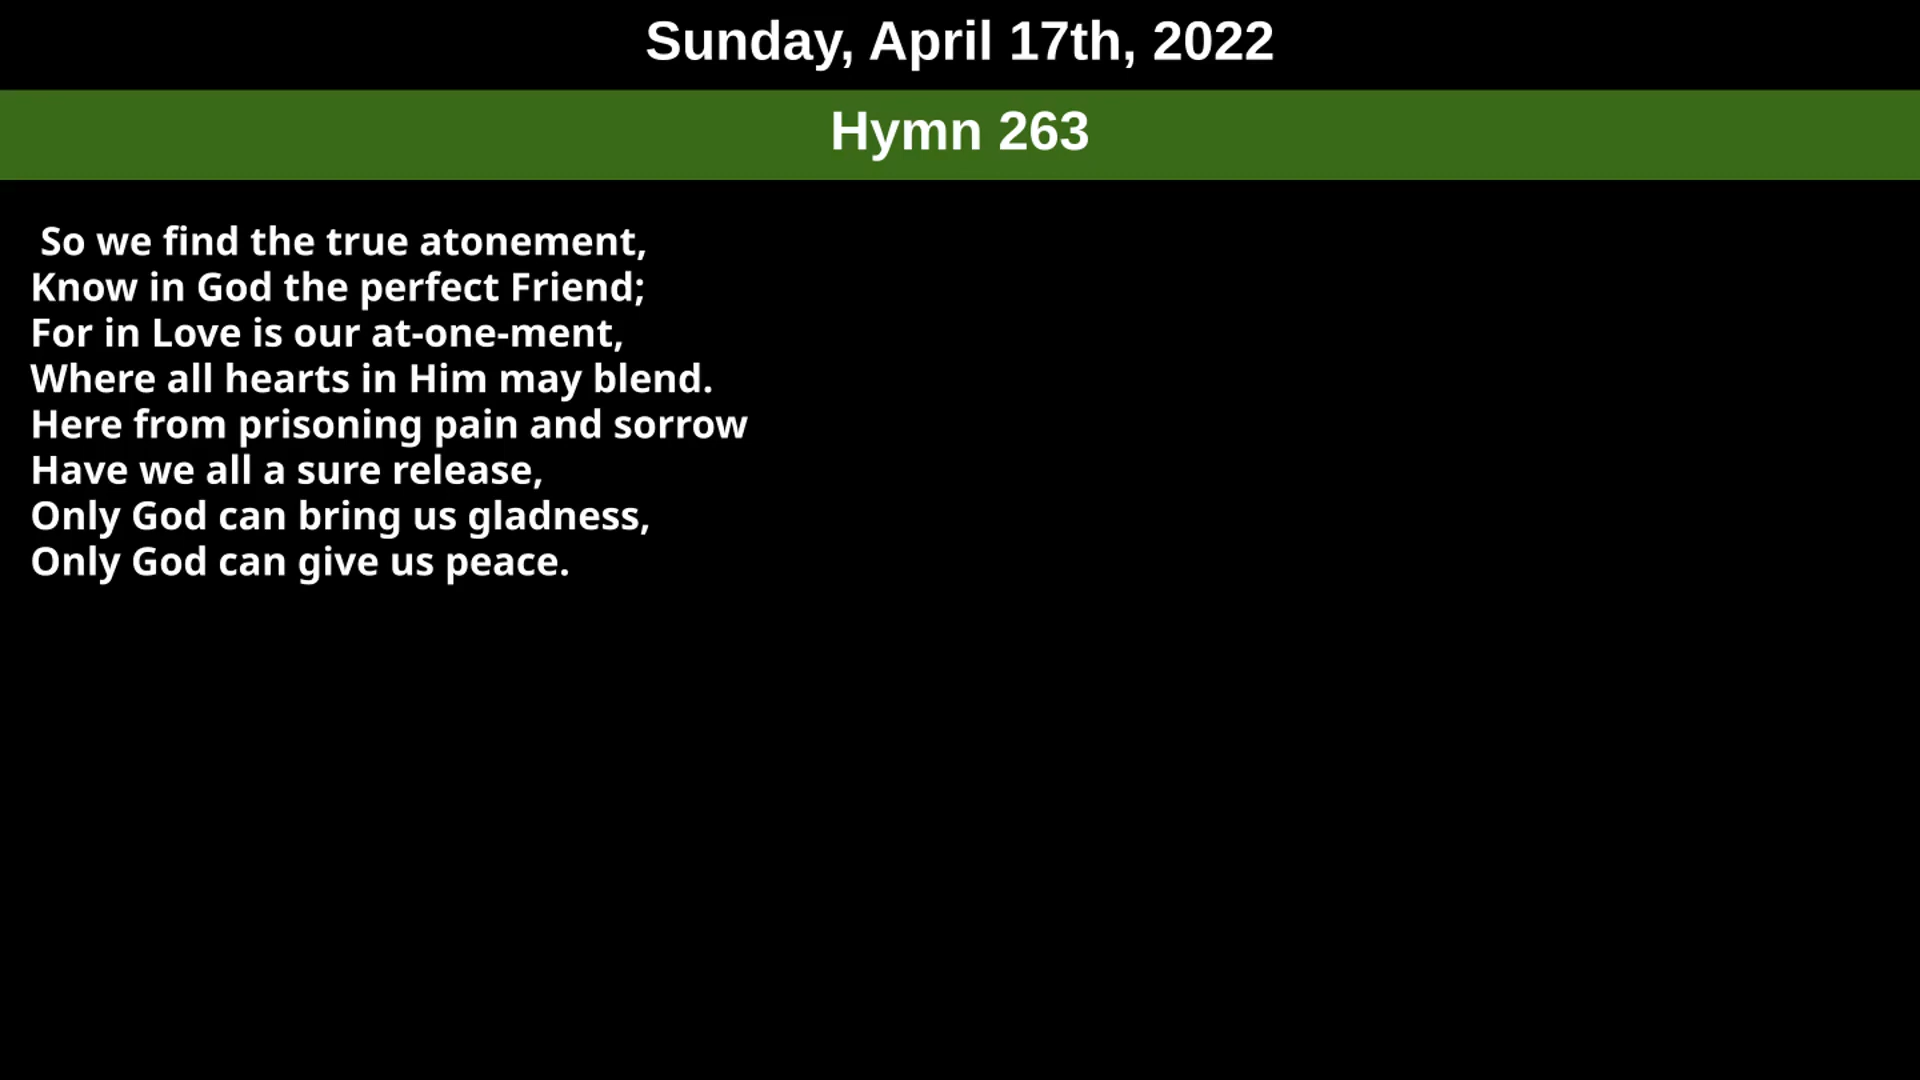 Sunday, April 17th, 2022
Hymn 263
So we find the true atonement,
Know in God the perfect Friend;
For in Love is our at-one-ment,
Where all hearts in Him may blend.
Here from prisoning pain and sorrow
Have we all a sure release,
Only God can bring us gladness,
Only God can give us peace.